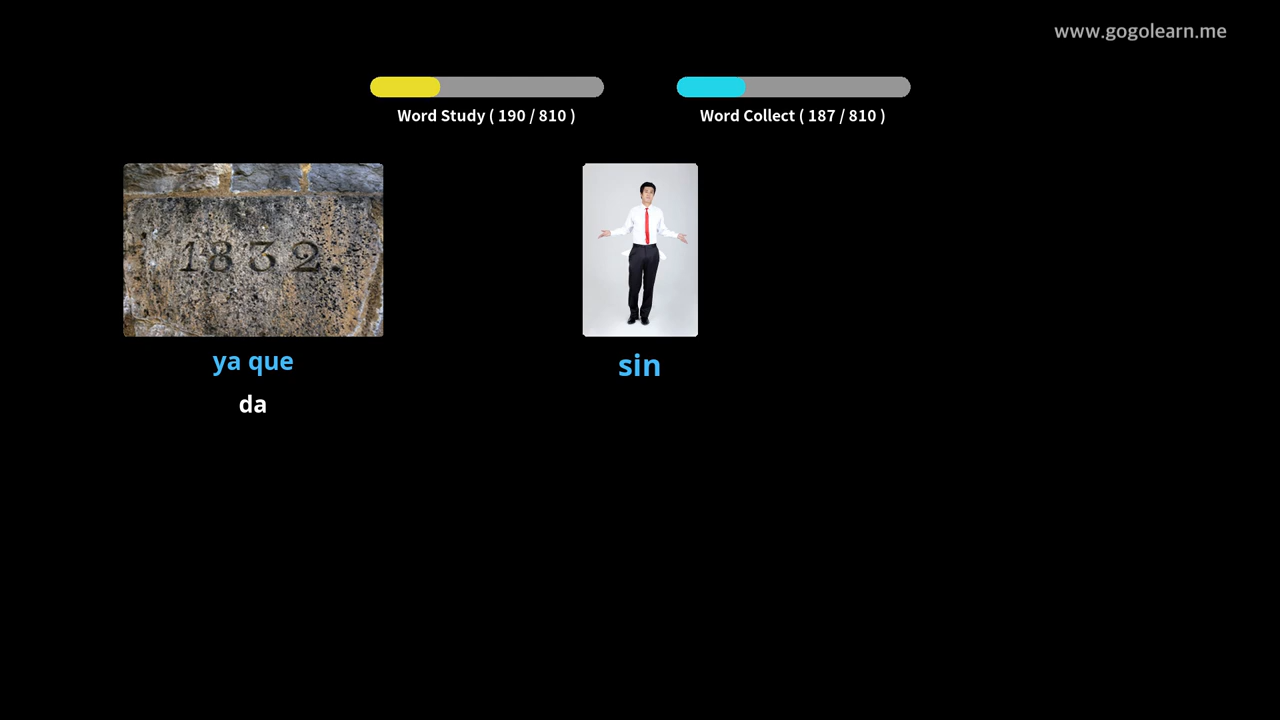 www.gogolearn.me
Word Study ( 190 / 810 )
Word Collect ( 187 / 810 )
1832.
ya que
sin
da